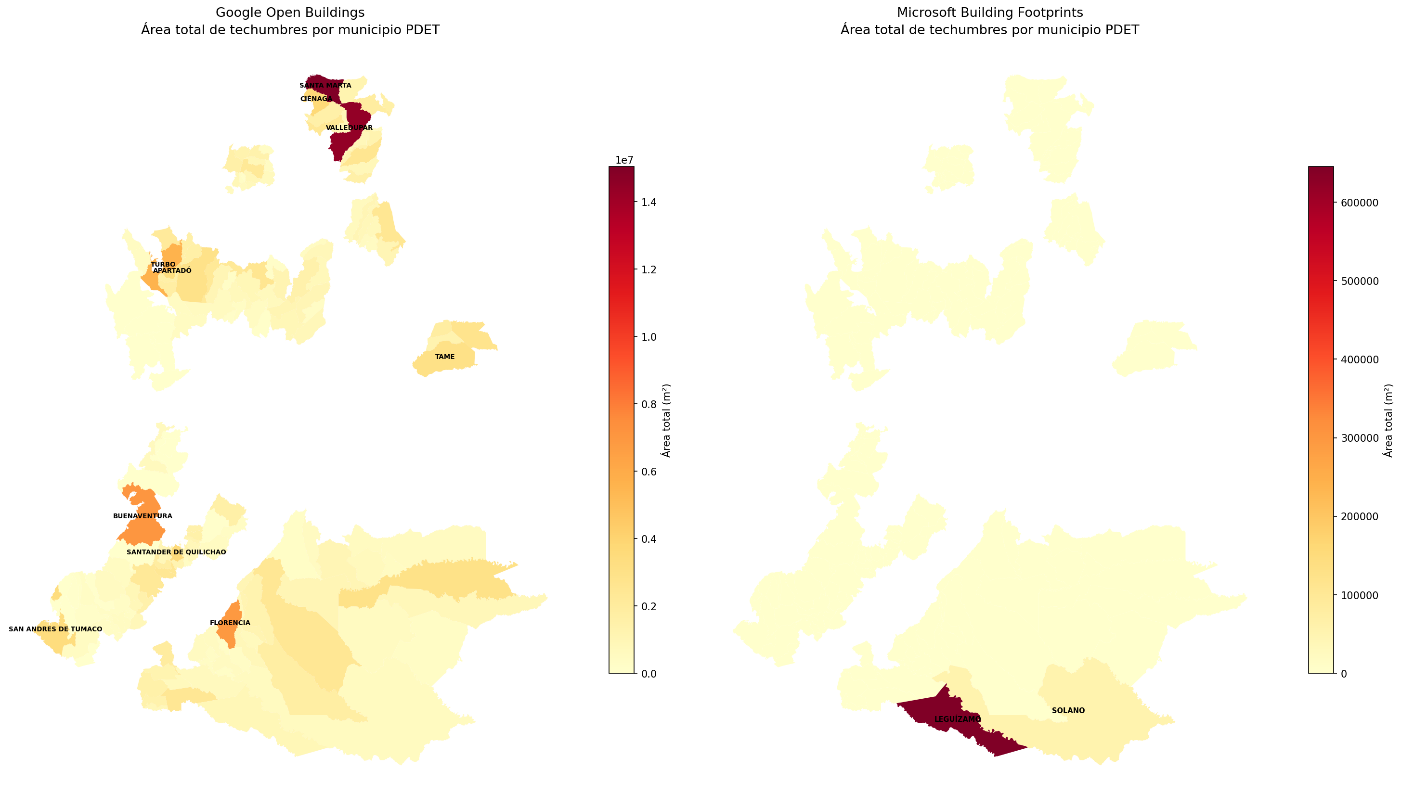 Google Open Buildings
Área total de techumbres por municipio PDET
SANTA MARTA
CIÉNAGA
VALLEDUPAR
TURBO
APARTADÓ
TAME
BUENAVENTURA
SANTANDER DE QUILICHAO
FLORENCIA
SAN ANDRES DE TUMACO
1e7
1.4
1.2
1.0
0.8
0.6
0.4
0.2
0.0
Área total (m²)
Microsoft Building Footprints
Área total de techumbres por municipio PDET
SOLANO
LEGUÍZAMO
600000
500000
400000
300000
200000
100000
0
Área total (m²)